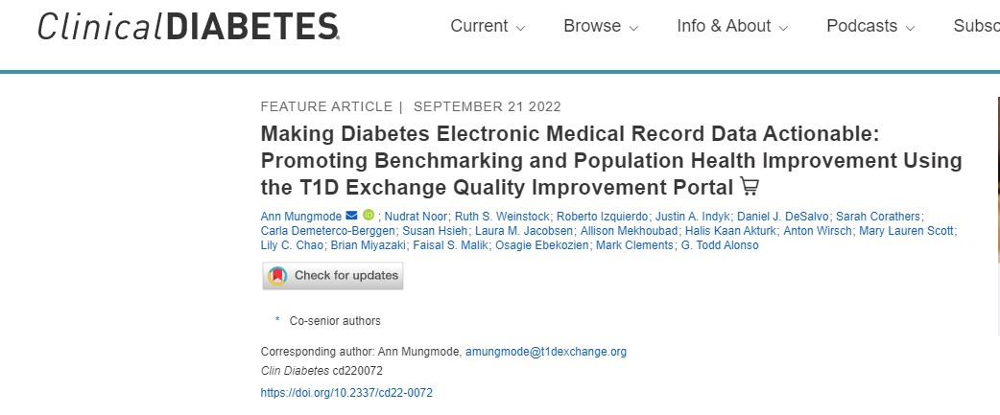 ClinicalDIABETES.
Current Browse Info & About Podcasts Subsc
FEATURE ARTICLE | SEPTEMBER 21 2022
Making Diabetes Electronic Medical Record Data Actionable:
Promoting Benchmarking and Population Health Improvement Using
the T1D Exchange Quality Improvement Portal
Ann Mungmode iD ; Nudrat Noor; Ruth S. Weinstock; Roberto Izquierdo; Justin A. Indyk; Daniel J. DeSalvo; Sarah Corathers;
Carla Demeterco-Berggen; Susan Hsieh; Laura M. Jacobsen; Allison Mekhoubad; Halis Kaan Akturk; Anton Wirsch; Mary Lauren Scott;
Lily C. Chao; Brian Miyazaki; Faisal S. Malik; Osagie Ebekozien; Mark Clements; G. Todd Alonso
Check for updates
* Co-senior authors
Corresponding author: Ann Mungmode, amungmode@t1dexchange.org
Clin Diabetes cd220072
https://doi.org/10.2337/cd22-0072